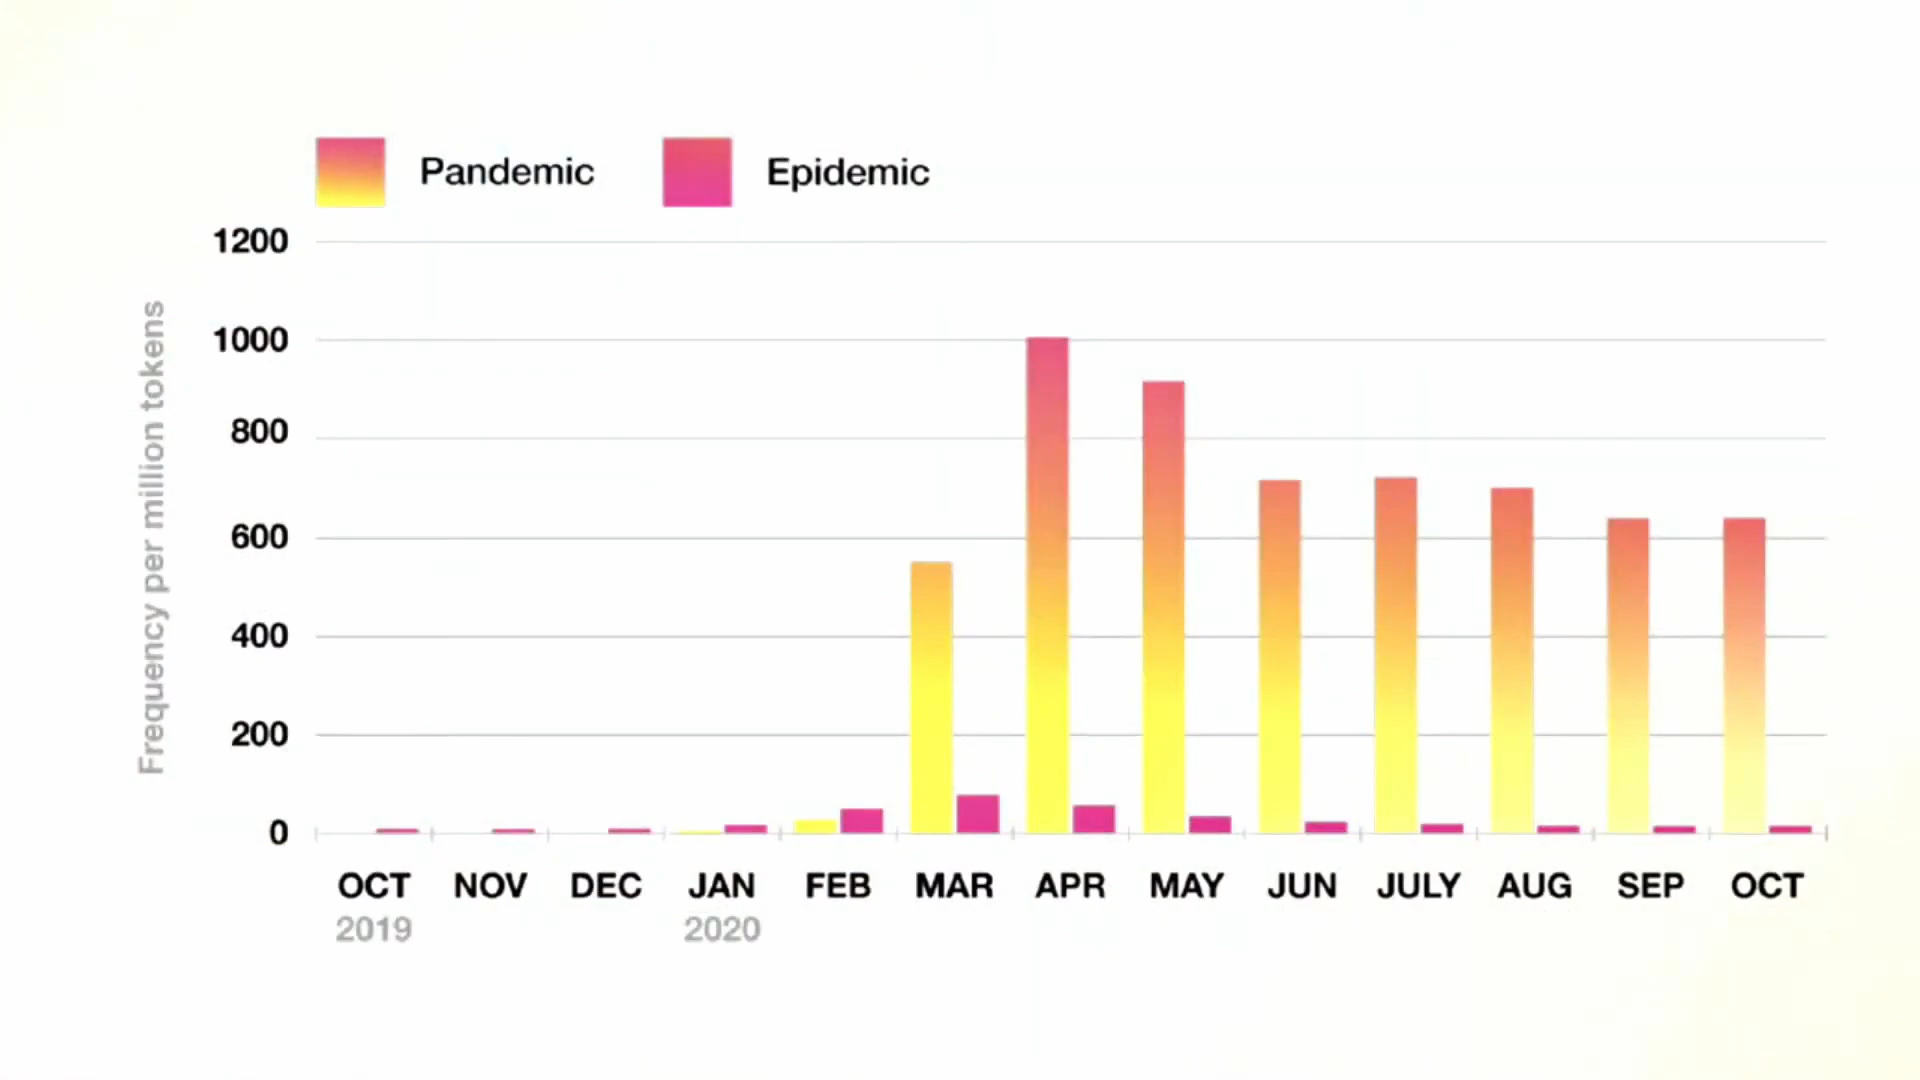 Pandemic Epidemic
Frequency per million tokens
1200
1000
800
600
400
200
0
OCT NOV DEC JAN FEB MAR APR MAY JUN JULY AUG SEP OCT
2019 2020